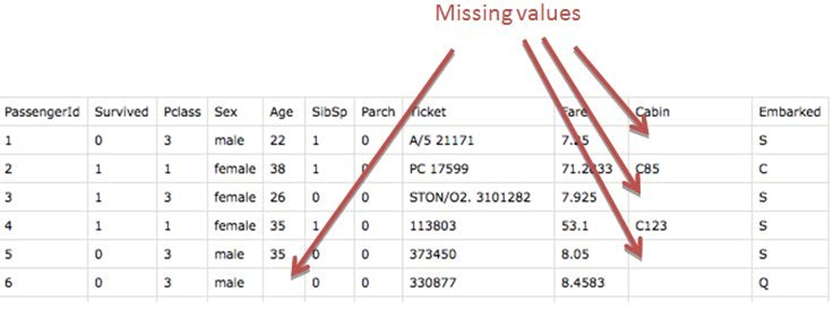 Missing values
PassengerId Survived Pclass Sex Age SibSp Parch Ticket Fare Cabin Embarked
1 0 3 male 22 1 0 A/5 21171 7.25 S
2 1 1 female 38 1 0 PC 17599 71.2833 C85 C
3 1 3 female 26 0 0 STON/O2. 3101282 7.925 S
4 1 1 female 35 1 0 113803 53.1 C123 S
5 0 3 male 35 0 0 373450 8.05 S
6 0 3 male 0 0 330877 8.4583 Q